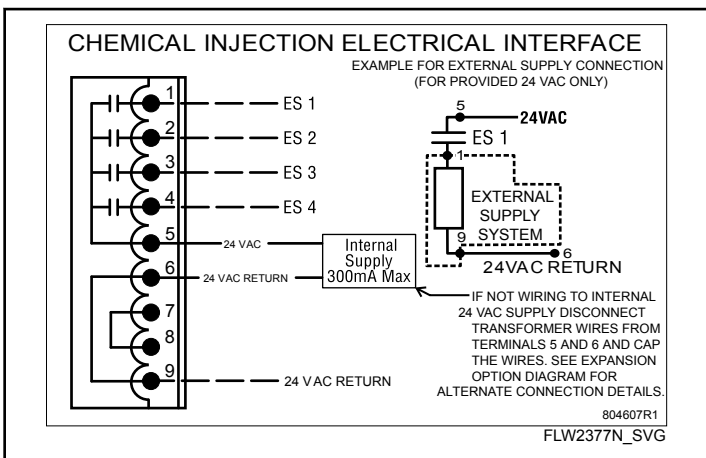 CHEMICAL INJECTION ELECTRICAL INTERFACE
EXAMPLE FOR EXTERNAL SUPPLY CONNECTION
(FOR PROVIDED 24 VAC ONLY)
1
ES 1
2
ES 2
3
ES 3
4
ES 4
5
24 VAC
6
24 VAC RETURN
7
8
9
24 VAC RETURN
Internal
Supply
300mA Max
5
24VAC
ES 1
1
EXTERNAL
SUPPLY
SYSTEM
9
6
24VAC RETURN
IF NOT WIRING TO INTERNAL
24 VAC SUPPLY DISCONNECT
TRANSFORMER WIRES FROM
TERMINALS 5 AND 6 AND CAP
THE WIRES. SEE EXPANSION
OPTION DIAGRAM FOR
ALTERNATE CONNECTION DETAILS.
804607R1
FLW2377N_SVG